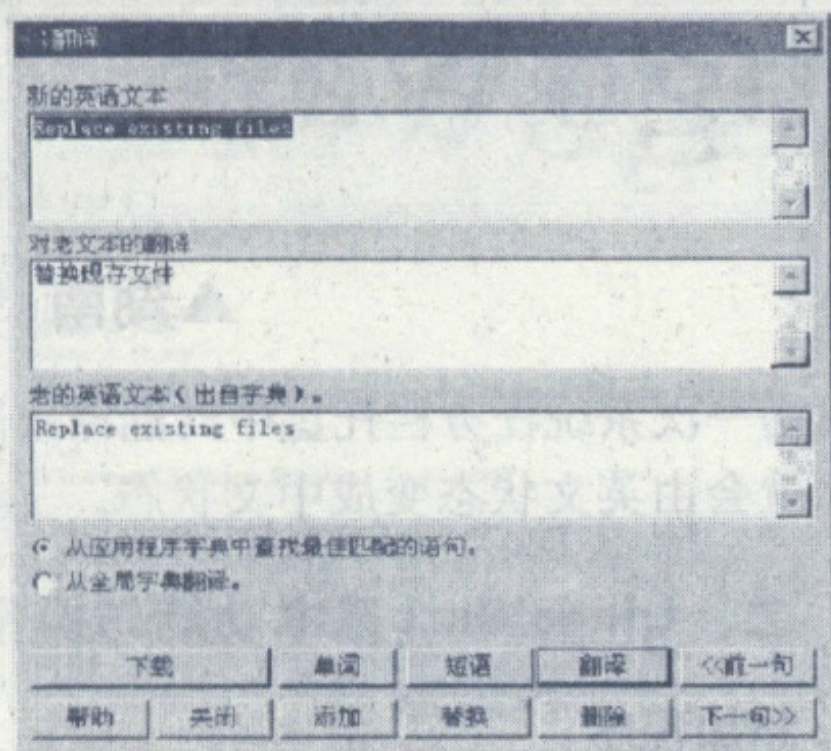 翻译
新的英语文本
Replace existing files
对老文本的翻译
替换现存文件
老的英语文本（出自字典）。
Replace existing files
从应用程序字典中查找最佳匹配的语句。
从全局字典翻译。
下载 单词 短语 翻译 <<前一句
帮助 关闭 添加 替换 删除 下一句>>